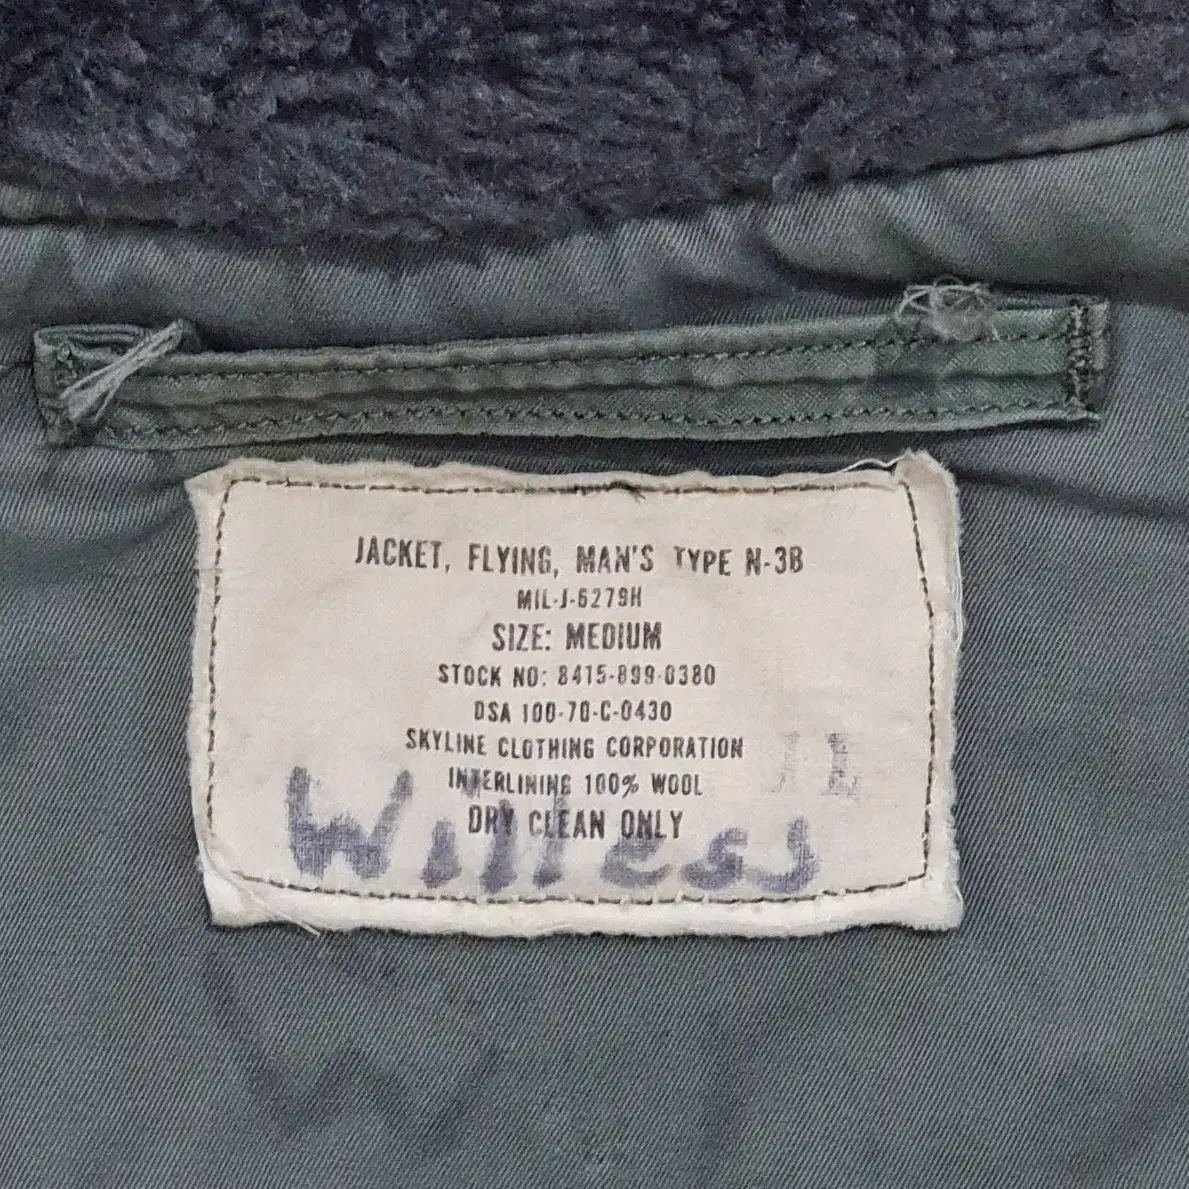 JACKET, FLYING, MAN'S TYPE N-3B
MIL-J-6279H
SIZE: MEDIUM
STOCK NO: 8415-899-0380
DSA 100-70-C-0430
SKYLINE CLOTHING CORPORATION
INTERLINING 100% WOOL
DRY CLEAN ONLY